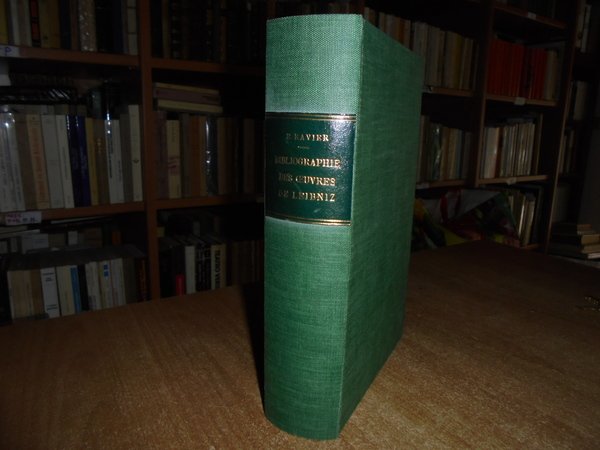 E. RAVIER
BIBLIOGRAPHIE
DES ŒUVRES
DE LEIBNIZ